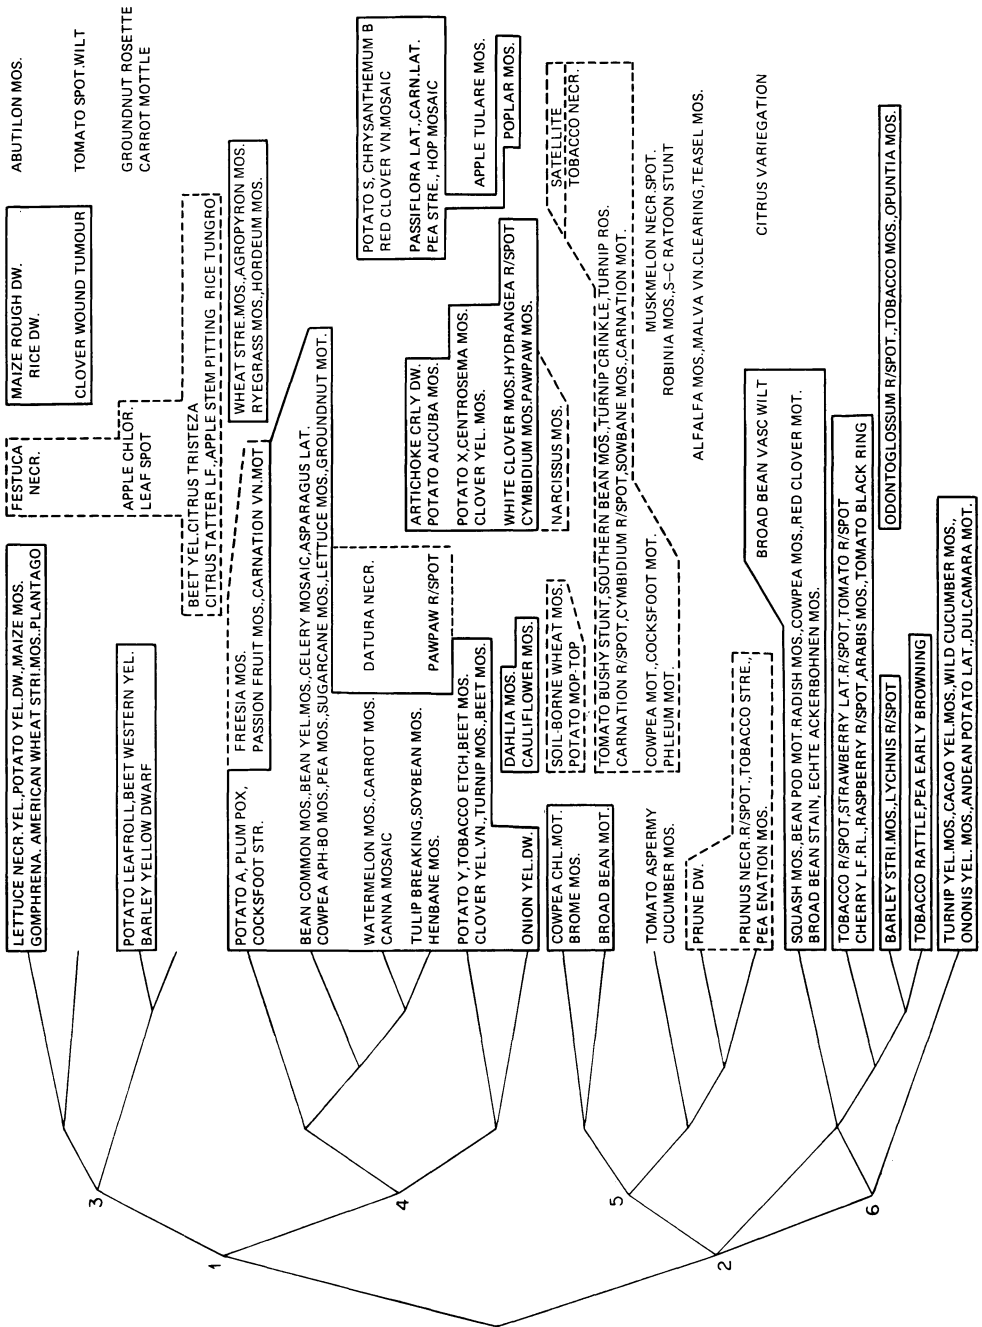 LETTUCE NECR.YEL.,POTATO YEL.DW.,MAIZE MOS.
GOMPHRENA. AMERICAN WHEAT STRI.MOS.PLANTAGO
FESTUCA
NECR.
MAIZE ROUGH DW.
RICE DW.
CLOVER WOUND TUMOUR
ABUTILON MOS.
TOMATO SPOT.WILT
GROUNDNUT ROSETTE
CARROT MOTTLE
POTATO LEAFROLL,BEET WESTERN YEL.
BARLEY YELLOW DWARF
APPLE CHLOR.
LEAF SPOT
BEET YEL.CITRUS TRISTEZA
CITRUS TATTER LF.,APPLE STEM PITTING RICE TUNGRO
POTATO A, PLUM POX,
COCKSFOOT STR.
FREESIA MOS.
PASSION FRUIT MOS.,CARNATION VN.MOT
WHEAT STRE.MOS.,AGROPYRON MOS.
RYEGRASS MOS.,HORDEUM MOS.
BEAN COMMON MOS.,BEAN YEL.MOS.,CELERY MOSAIC,ASPARAGUS LAT.
COWPEA APH-BO MOS.,PEA MOS.,SUGARCANE MOS.,LETTUCE MOS.,GROUNDNUT MOT.
WATERMELON MOS.,CARROT MOS.
CANNA MOSAIC
DATURA NECR.
POTATO S, CHRYSANTHEMUM B
RED CLOVER VN.MOSAIC
TULIP BREAKING,SOYBEAN MOS.
HENBANE MOS.
PAWPAW R/SPOT
ARTICHOKE CRLY DW.
POTATO AUCUBA MOS.
PASSIFLORA LAT.,CARN.LAT.
PEA STRE., HOP MOSAIC
POTATO Y,TOBACCO ETCH,BEET MOS.
CLOVER YEL.VN.,TURNIP MOS.,BEET MOS.
POTATO X,CENTROSEMA MOS.
CLOVER YEL. MOS.
APPLE TULARE MOS.
POPLAR MOS.
ONION YEL.DW.
DAHLIA MOS.
CAULIFLOWER MOS.
WHITE CLOVER MOS.HYDRANGEA R/SPOT
CYMBIDIUM MOS.PAWPAW MOS.
COWPEA CHL.MOT.
BROME MOS.
SOIL-BORNE WHEAT MOS.
POTATO MOP-TOP
NARCISSUS MOS.
SATELLITE
TOBACCO NECR.
BROAD BEAN MOT.
TOMATO BUSHY STUNT,SOUTHERN BEAN MOS.,TURNIP CRINKLE,TURNIP ROS.
CARNATION R/SPOT,CYMBIDIUM R/SPOT,SOWBANE MOS.,CARNATION MOT.
TOMATO ASPERMY
CUCUMBER MOS.
COWPEA MOT.,COCKSFOOT MOT.
PHLEUM MOT.
MUSKMELON NECR.SPOT.
ROBINIA MOS.,S–C RATOON STUNT
PRUNE DW.
ALFALFA MOS.,MALVA VN.CLEARING,TEASEL MOS.
PRUNUS NECR.R/SPOT.,TOBACCO STRE.,
PEA ENATION MOS.
BROAD BEAN VASC WILT
CITRUS VARIEGATION
SQUASH MOS.,BEAN POD MOT.RADISH MOS.,COWPEA MOS.,RED CLOVER MOT.
BROAD BEAN STAIN, ECHTE ACKERBOHNEN MOS.
TOBACCO R/SPOT,STRAWBERRY LAT.R/SPOT,TOMATO R/SPOT
CHERRY LF.RL.,RASPBERRY R/SPOT,ARABIS MOS.,TOMATO BLACK RING
BARLEY STRI.MOS.,LYCHNIS R/SPOT
ODONTOGLOSSUM R/SPOT.,TOBACCO MOS.,OPUNTIA MOS.
TOBACCO RATTLE,PEA EARLY BROWNING
TURNIP YEL.MOS.,CACAO YEL.MOS.,WILD CUCUMBER MOS.,
ONONIS YEL. MOS.,ANDEAN POTATO LAT.,DULCAMARA MOT.
1
2
3
4
5
6